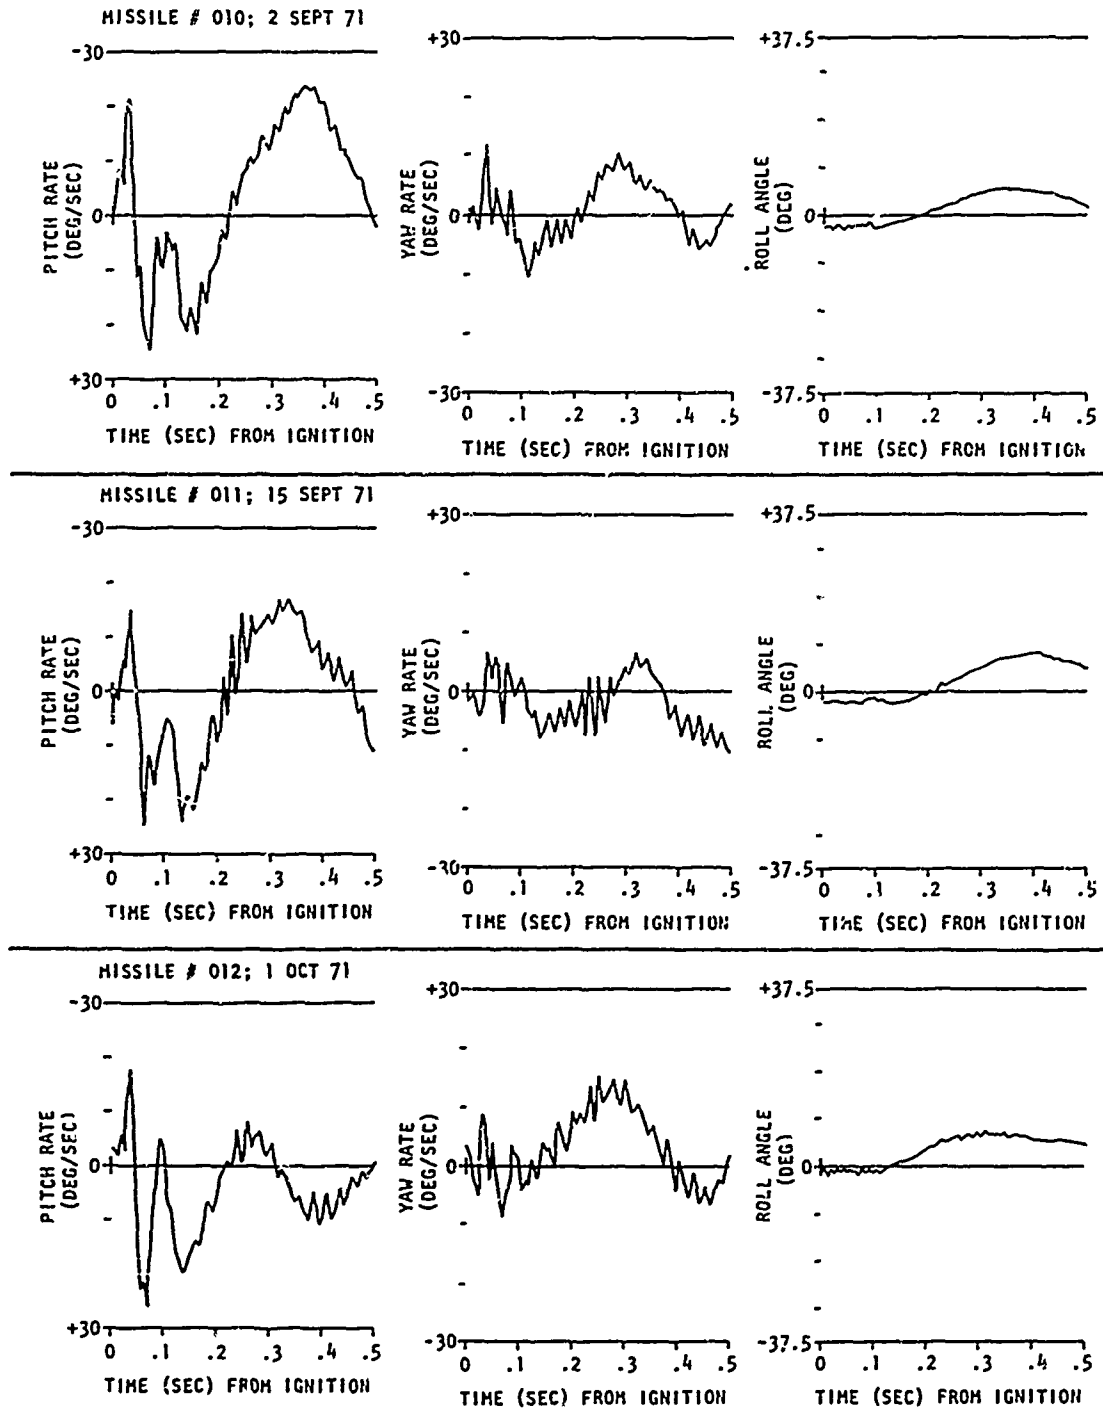 MISSILE # 010; 2 SEPT 71
-30
0
+30
PITCH RATE
(DEG/SEC)
0 .1 .2 .3 .4 .5
TIME (SEC) FROM IGNITION
+30
0
-30
YAW RATE
(DEG/SEC)
0 .1 .2 .3 .4 .5
TIME (SEC) FROM IGNITION
+37.5
0
-37.5
ROLL ANGLE
(DEG)
0 .1 .2 .3 .4 .5
TIME (SEC) FROM IGNITION
MISSILE # 011; 15 SEPT 71
-30
0
+30
PITCH RATE
(DEG/SEC)
0 .1 .2 .3 .4 .5
TIME (SEC) FROM IGNITION
+30
0
-30
YAW RATE
(DEG/SEC)
0 .1 .2 .3 .4 .5
TIME (SEC) FROM IGNITION
+37.5
0
-37.5
ROLL ANGLE
(DEG)
0 .1 .2 .3 .4 .5
TIME (SEC) FROM IGNITION
MISSILE # 012; 1 OCT 71
-30
0
+30
PITCH RATE
(DEG/SEC)
0 .1 .2 .3 .4 .5
TIME (SEC) FROM IGNITION
+30
0
-30
YAW RATE
(DEG/SEC)
0 .1 .2 .3 .4 .5
TIME (SEC) FROM IGNITION
+37.5
0
-37.5
ROLL ANGLE
(DEG)
0 .1 .2 .3 .4 .5
TIME (SEC) FROM IGNITION